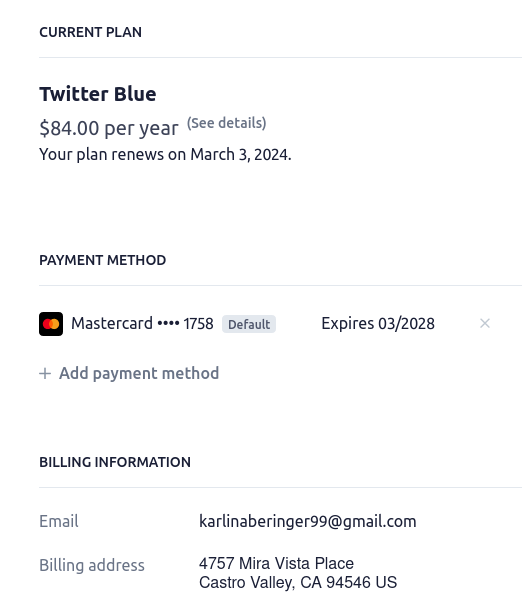 CURRENT PLAN
Twitter Blue
$84.00 per year (See details)
Your plan renews on March 3, 2024.
PAYMENT METHOD
Mastercard •••• 1758 Default Expires 03/2028 ×
+ Add payment method
BILLING INFORMATION
Email karlinaberinger99@gmail.com
Billing address 4757 Mira Vista Place
Castro Valley, CA 94546 US